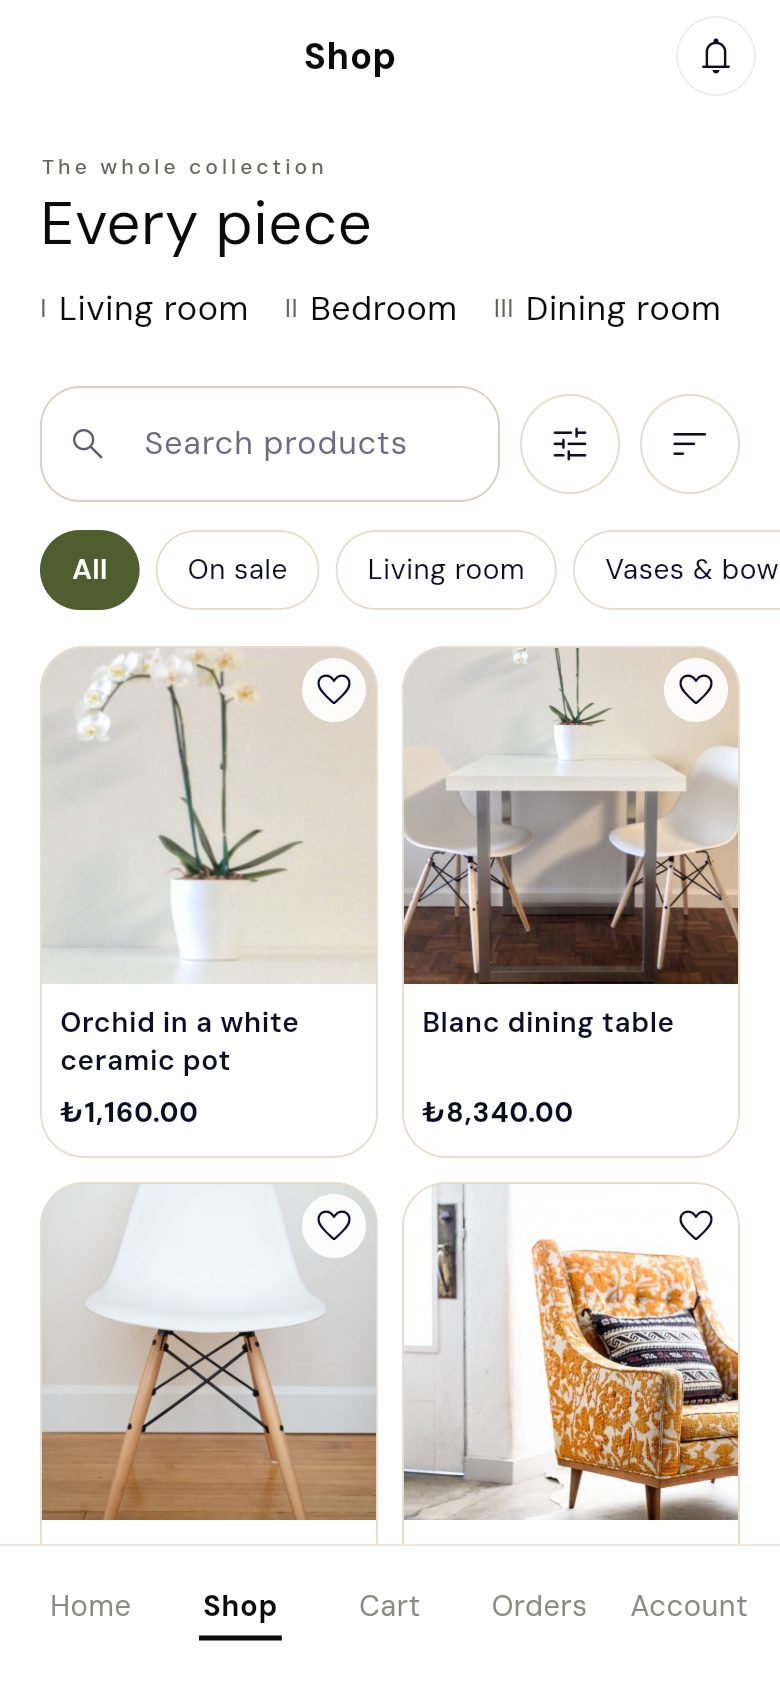 Shop
The whole collection
Every piece
I Living room II Bedroom III Dining room
Search products
All On sale Living room Vases & bow
Orchid in a white
ceramic pot
₺1,160.00
Blanc dining table
₺8,340.00
Home Shop Cart Orders Account